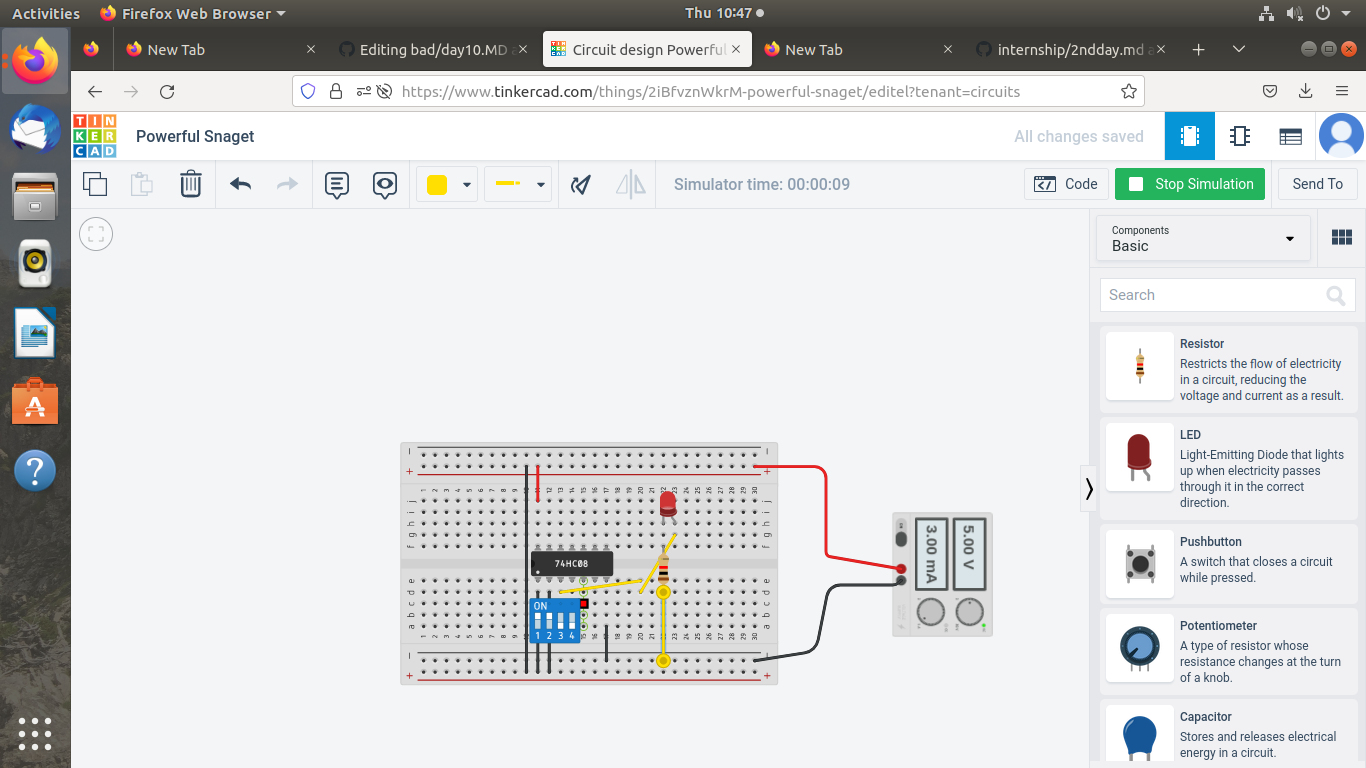 Activities Firefox Web Browser Thu 10:47
New Tab Editing bad/day10.MD a Circuit design Powerful New Tab internship/2ndday.md a
https://www.tinkercad.com/things/2iBfvznWkrM-powerful-snaget/editel?tenant=circuits
TIN
KER
CAD
Powerful Snaget
All changes saved
Simulator time: 00:00:09
Code
Stop Simulation
Send To
Components
Basic
Search
Resistor
Restricts the flow of electricity
in a circuit, reducing the
voltage and current as a result.
LED
Light-Emitting Diode that lights
up when electricity passes
through it in the correct
direction.
Pushbutton
A switch that closes a circuit
while pressed.
Potentiometer
A type of resistor whose
resistance changes at the turn
of a knob.
Capacitor
Stores and releases electrical
energy in a circuit.
74HC08
ON
1 2 3 4
3.00 mA
5.00 V